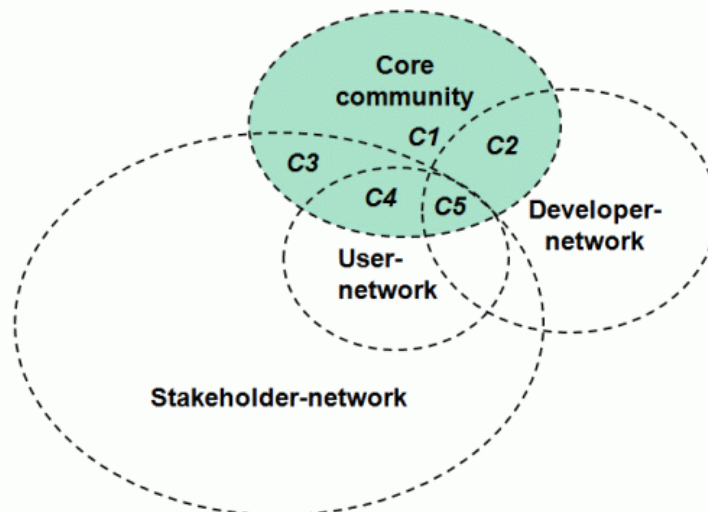 Core
community
C1
C2
C3
C4
C5
Developer-
network
User-
network
Stakeholder-network